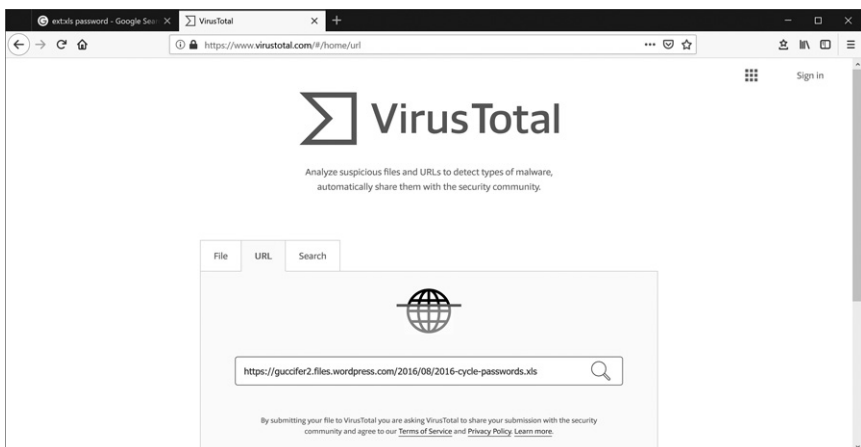 ext:xls password - Google Sear
VirusTotal
https://www.virustotal.com/#/home/url
Sign in
VirusTotal
Analyze suspicious files and URLs to detect types of malware,
automatically share them with the security community.
File
URL
Search
https://guccifer2.files.wordpress.com/2016/08/2016-cycle-passwords.xls
By submitting your file to VirusTotal you are asking VirusTotal to share your submission with the security
community and agree to our Terms of Service and Privacy Policy. Learn more.